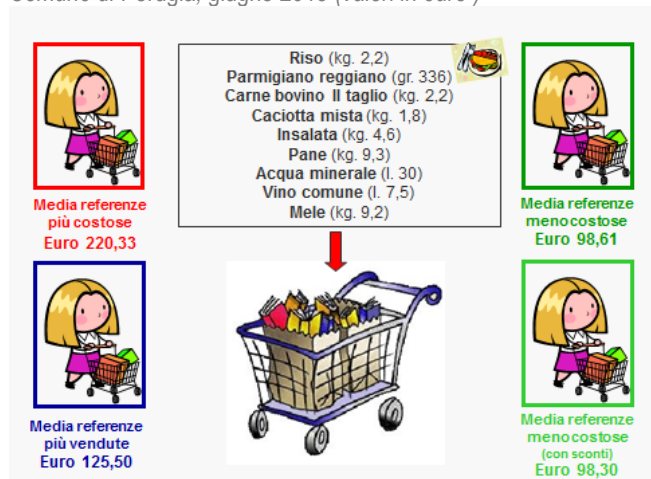 Riso (kg. 2,2)
Parmigiano reggiano (gr. 336)
Carne bovino II taglio (kg. 2,2)
Caciotta mista (kg. 1,8)
Insalata (kg. 4,6)
Pane (kg. 9,3)
Acqua minerale (l. 30)
Vino comune (l. 7,5)
Mele (kg. 9,2)
Media referenze
più costose
Euro 220,33
Media referenze
meno costose
Euro 98,61
Media referenze
più vendute
Euro 125,50
Media referenze
meno costose
(con sconti)
Euro 98,30